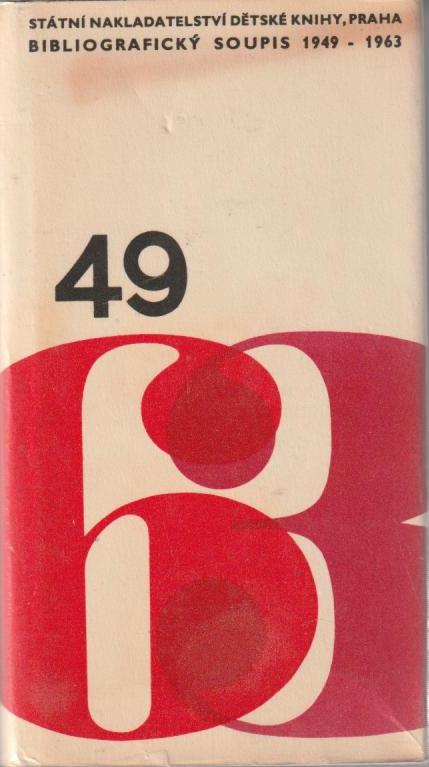 STÁTNÍ NAKLADATELSTVÍ DĚTSKÉ KNIHY, PRAHA
BIBLIOGRAFICKÝ SOUPIS 1949 - 1963
49
63